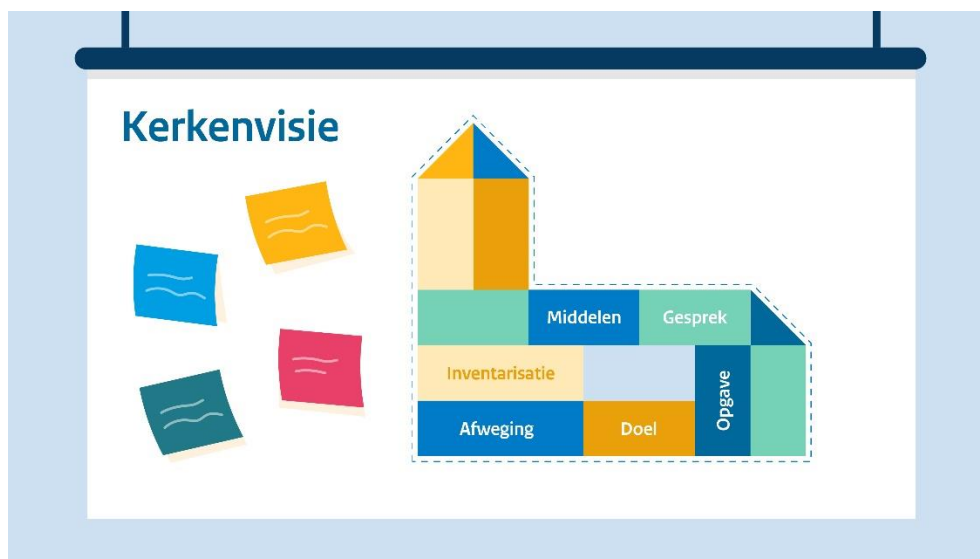 Kerkenvisie
Middelen
Gesprek
Inventarisatie
Opgave
Afweging
Doel